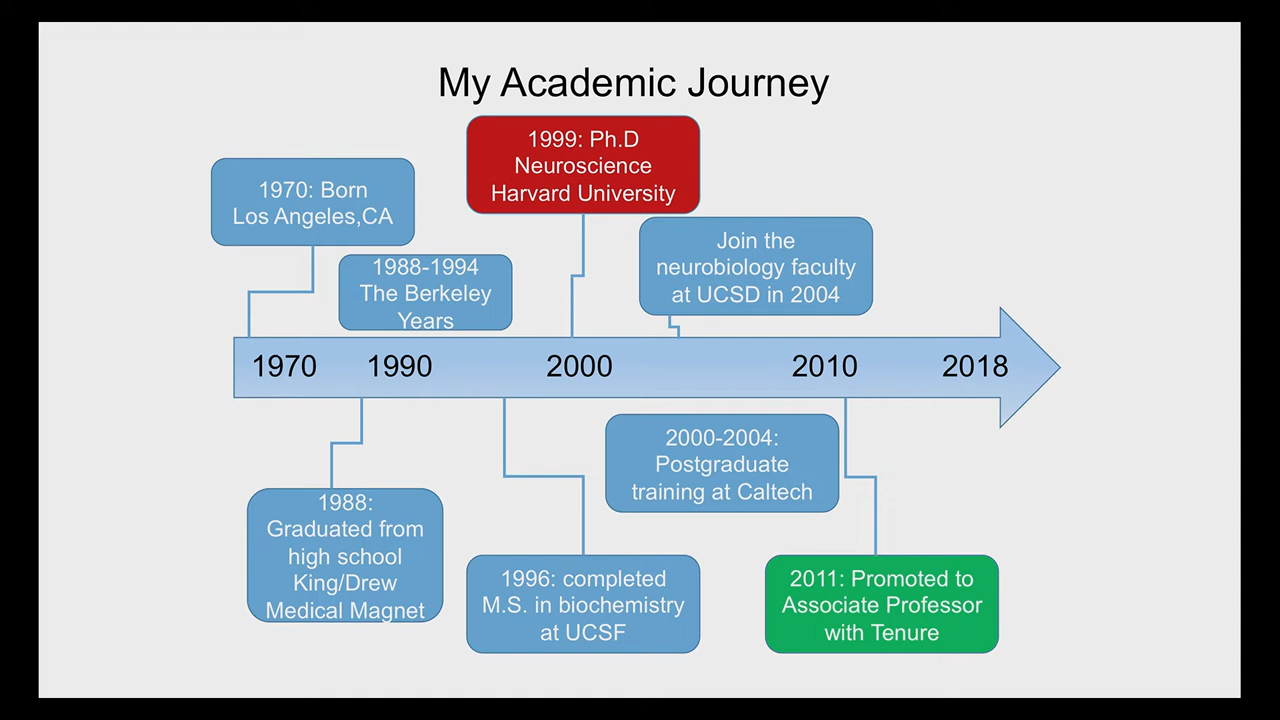 My Academic Journey
1999: Ph.D
Neuroscience
Harvard University
1970: Born
Los Angeles,CA
Join the
neurobiology faculty
at UCSD in 2004
1988-1994
The Berkeley
Years
1970
1990
2000
2010
2018
2000-2004:
Postgraduate
training at Caltech
1988:
Graduated from
high school
King/Drew
Medical Magnet
1996: completed
M.S. in biochemistry
at UCSF
2011: Promoted to
Associate Professor
with Tenure